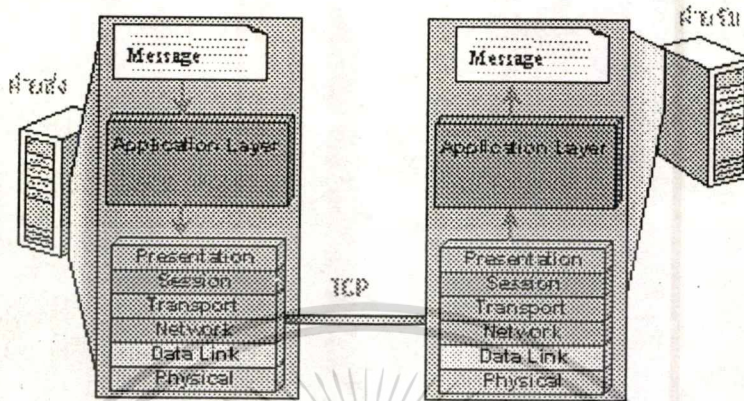 ฝ่ายส่ง
Message
Application Layer
Presentation
Session
Transport
Network
Data Link
Physical
TCP
ฝ่ายรับ
Message
Application Layer
Presentation
Session
Transport
Network
Data Link
Physical